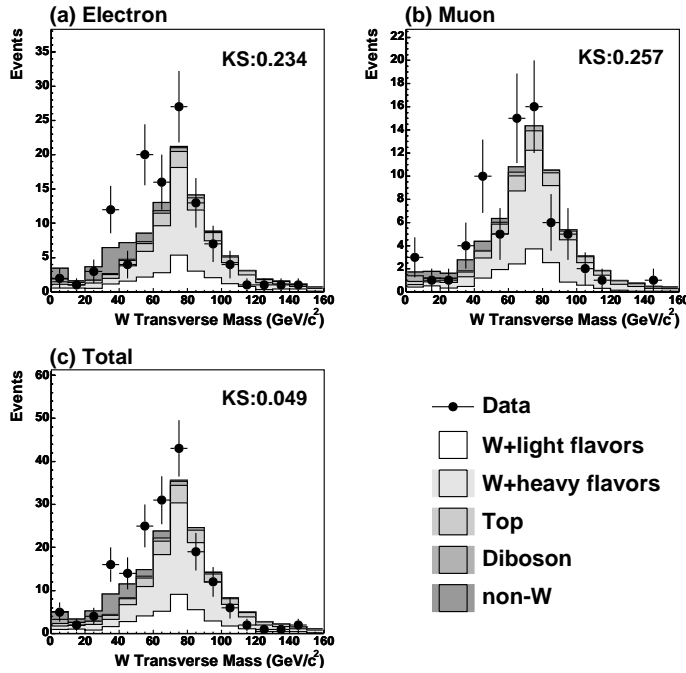 (a) Electron
Events
KS:0.234
35
30
25
20
15
10
5
0
0 20 40 60 80 100 120 140 160
W Transverse Mass (GeV/c²)
(b) Muon
Events
KS:0.257
22
20
18
16
14
12
10
8
6
4
2
0
0 20 40 60 80 100 120 140 160
W Transverse Mass (GeV/c²)
(c) Total
Events
KS:0.049
60
50
40
30
20
10
0
0 20 40 60 80 100 120 140 160
W Transverse Mass (GeV/c²)
Data
W+light flavors
W+heavy flavors
Top
Diboson
non-W